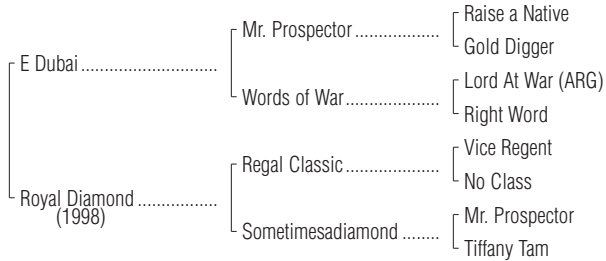 Raise a Native
Mr. Prospector ...................
Gold Digger
E Dubai ..............................
Lord At War (ARG)
Words of War.....................
Right Word
Vice Regent
Regal Classic .....................
No Class
Royal Diamond ..................
(1998)
Mr. Prospector
Sometimesadiamond ........
Tiffany Tam